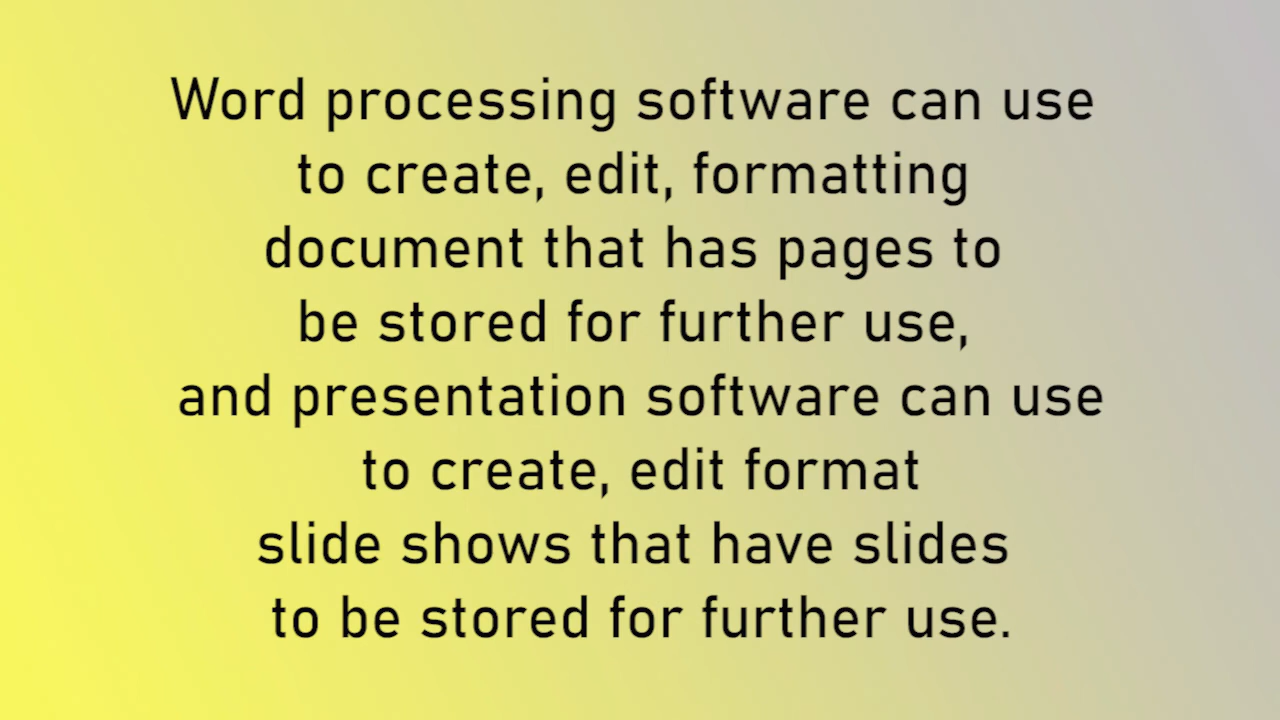 Word processing software can use
to create, edit, formatting
document that has pages to
be stored for further use,
and presentation software can use
to create, edit format
slide shows that have slides
to be stored for further use.